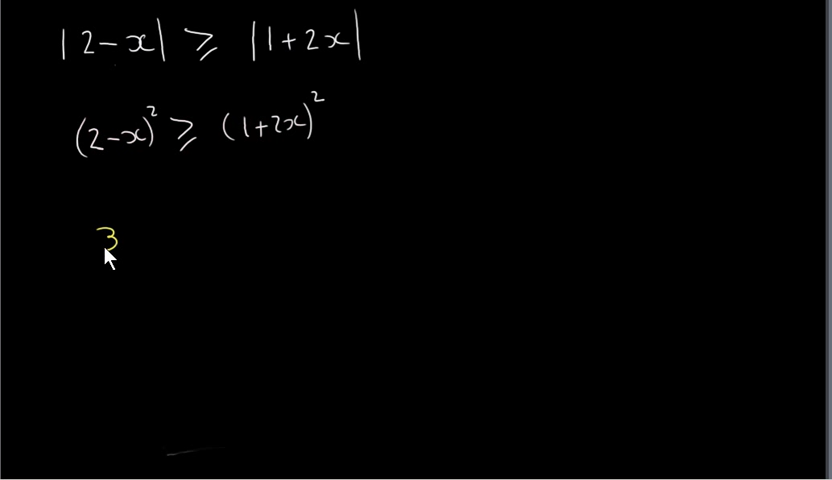 |2-x| ⩾ |1+2x|
(2-x)² ⩾ (1+2x)²
3